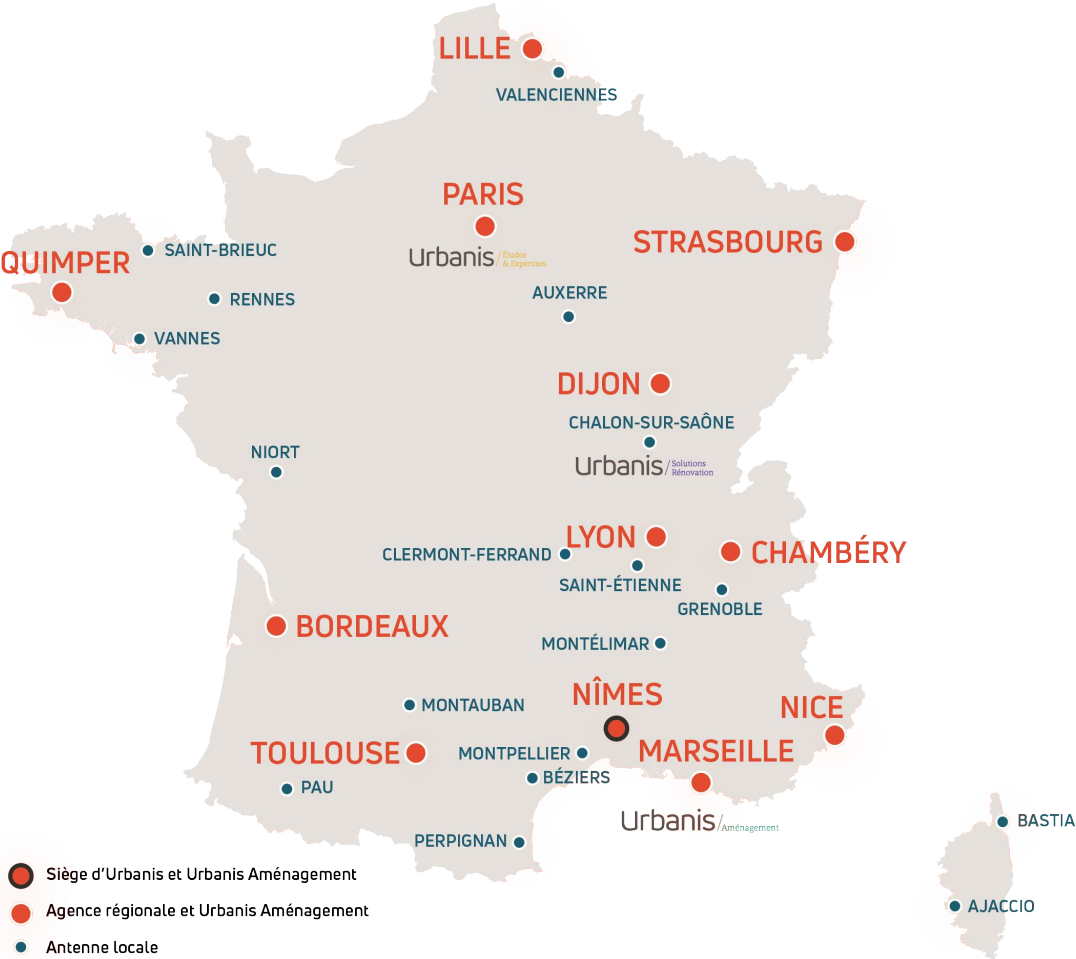 LILLE
VALENCIENNES
PARIS
Urbanis / Études
& Expertises
STRASBOURG
QUIMPER
SAINT-BRIEUC
RENNES
VANNES
AUXERRE
DIJON
CHALON-SUR-SAÔNE
Urbanis / Solutions
Rénovation
NIORT
LYON
CLERMONT-FERRAND
CHAMBÉRY
SAINT-ÉTIENNE
GRENOBLE
BORDEAUX
MONTÉLIMAR
NÎMES
MONTAUBAN
NICE
TOULOUSE
MONTPELLIER
MARSEILLE
BÉZIERS
PAU
Urbanis / Aménagement
PERPIGNAN
BASTIA
AJACCIO
Siège d'Urbanis et Urbanis Aménagement
Agence régionale et Urbanis Aménagement
Antenne locale